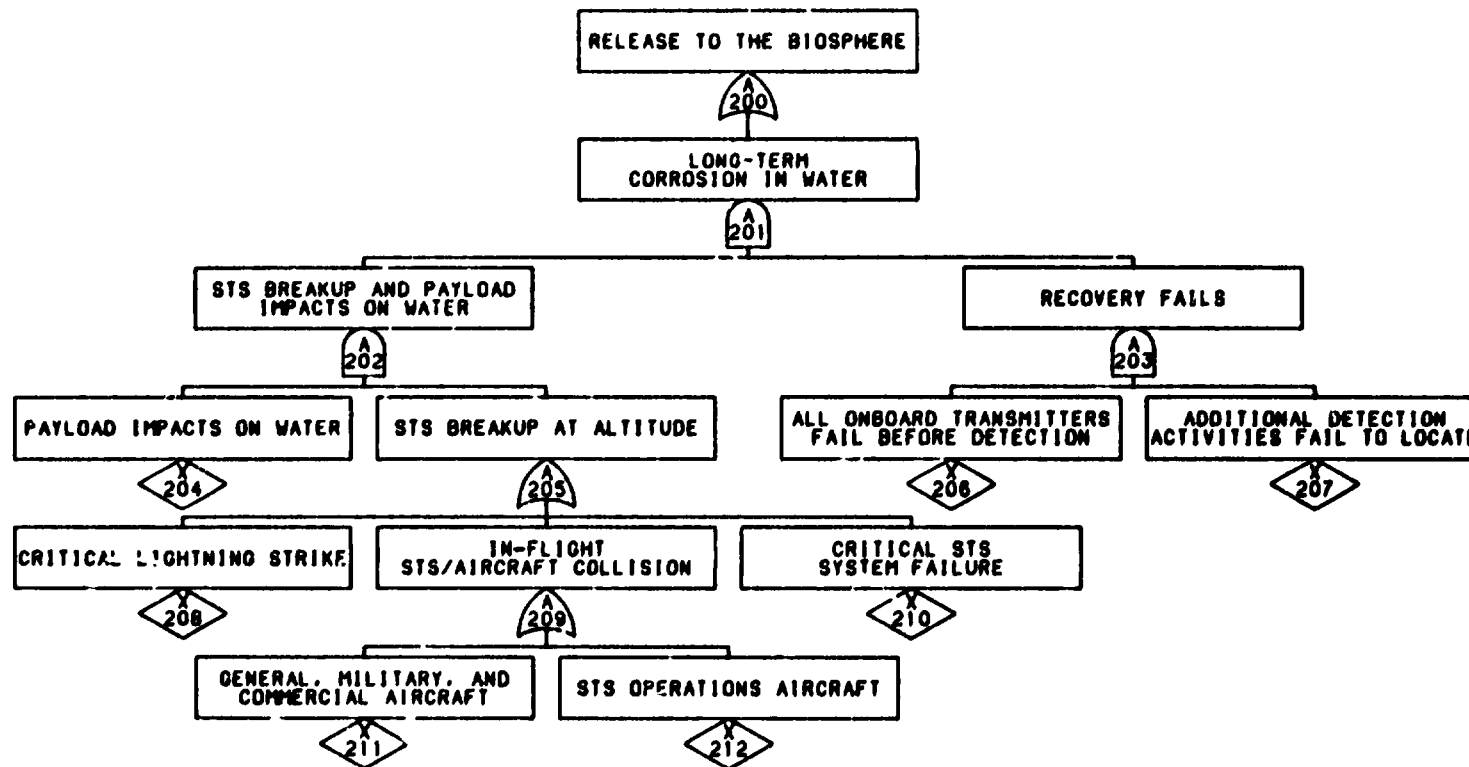 RELEASE TO THE BIOSPHERE
A
200
LONG-TERM
CORROSION IN WATER
A
201
STS BREAKUP AND PAYLOAD
IMPACTS ON WATER
RECOVERY FAILS
A
202
A
203
PAYLOAD IMPACTS ON WATER
STS BREAKUP AT ALTITUDE
ALL ONBOARD TRANSMITTERS
FAIL BEFORE DETECTION
ADDITIONAL DETECTION
ACTIVITIES FAIL TO LOCATE
X
204
A
205
X
206
X
207
CRITICAL LIGHTNING STRIKE
IN-FLIGHT
STS/AIRCRAFT COLLISION
CRITICAL STS
SYSTEM FAILURE
X
208
A
209
X
210
GENERAL, MILITARY, AND
COMMERCIAL AIRCRAFT
STS OPERATIONS AIRCRAFT
X
211
X
212